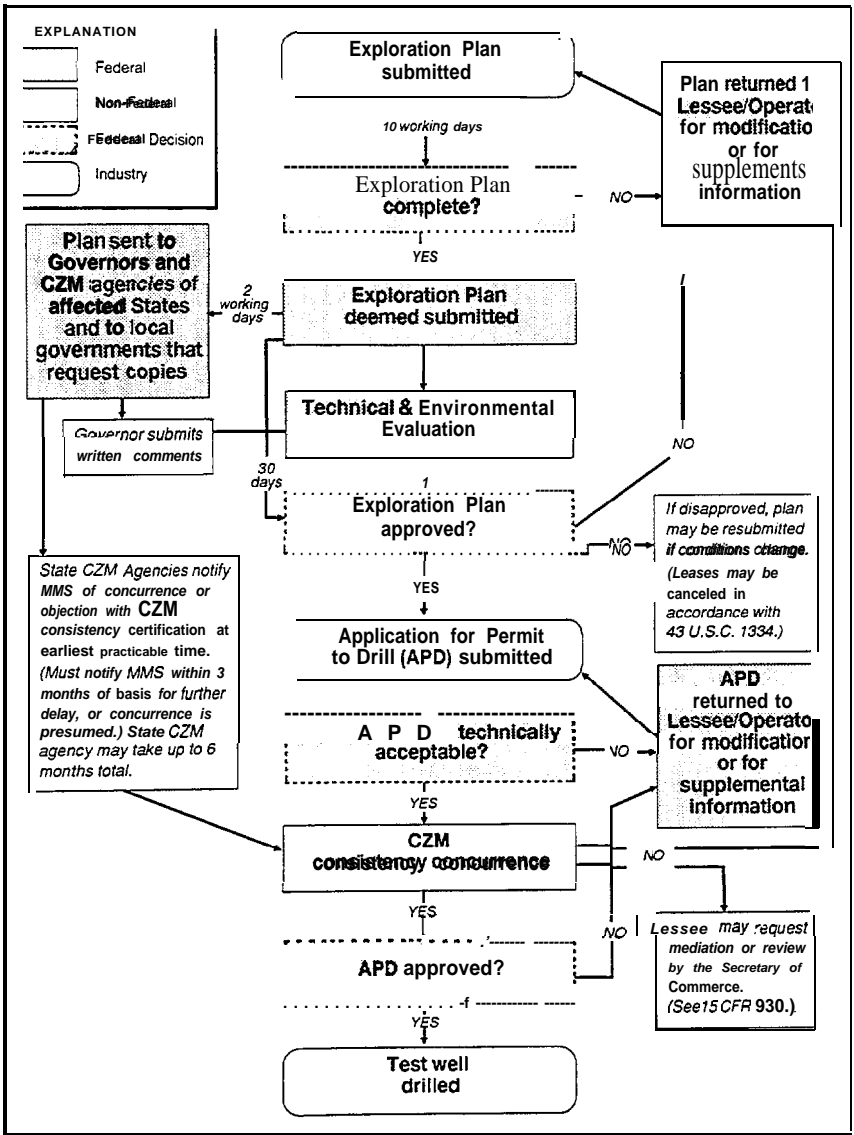 EXPLANATION
Federal
Non-Federal
Federal Decision
Industry
Exploration Plan
submitted
Plan returned 1
Lessee/Operat
for modificatio
or for
supplements
information
10 working days
Exploration Plan
complete?
NO
YES
Plan sent to
Governors and
CZM agencies of
affected States
and to local
governments that
request copies
2
working
days
Exploration Plan
deemed submitted
Technical & Environmental
Evaluation
Governor submits
written comments
30
days
NO
1
Exploration Plan
approved?
NO
If disapproved, plan
may be resubmitted
if conditions change.
(Leases may be
canceled in
accordance with
43 U.S.C. 1334.)
YES
State CZM Agencies notify
MMS of concurrence or
objection with CZM
consistency certification at
earliest practicable time.
(Must notify MMS within 3
months of basis for further
delay, or concurrence is
presumed.) State CZM
agency may take up to 6
months total.
Application for Permit
to Drill (APD) submitted
APD
returned to
Lessee/Operato
for modification
or for
supplemental
information
A P D technically
acceptable?
NO
YES
CZM
consistency concurrence
NO
YES
NO
Lessee may request
mediation or review
by the Secretary of
Commerce.
(See 15 CFR 930.)
APD approved?
YES
Test well
drilled